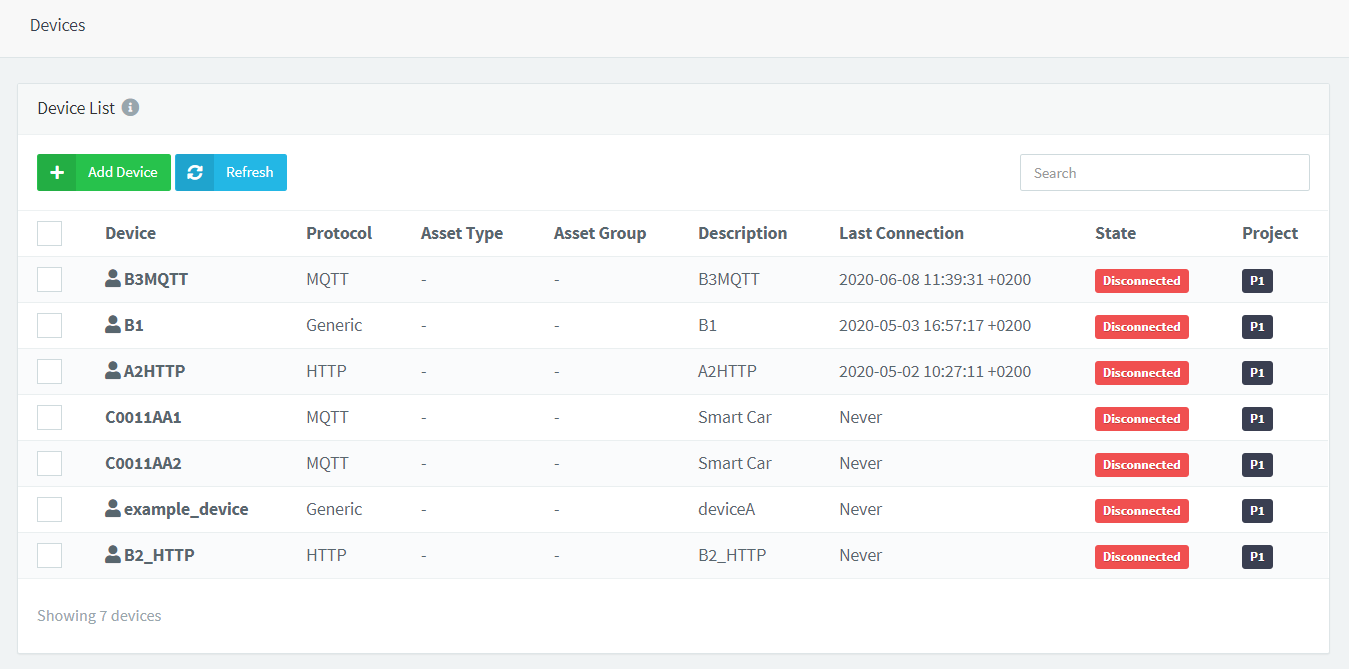 Devices
Device List
Add Device Refresh Search
Device Protocol Asset Type Asset Group Description Last Connection State Project
B3MQTT MQTT - - B3MQTT 2020-06-08 11:39:31 +0200 Disconnected P1
B1 Generic - - B1 2020-05-03 16:57:17 +0200 Disconnected P1
A2HTTP HTTP - - A2HTTP 2020-05-02 10:27:11 +0200 Disconnected P1
C0011AA1 MQTT - - Smart Car Never Disconnected P1
C0011AA2 MQTT - - Smart Car Never Disconnected P1
example_device Generic - - deviceA Never Disconnected P1
B2_HTTP HTTP - - B2_HTTP Never Disconnected P1
Showing 7 devices